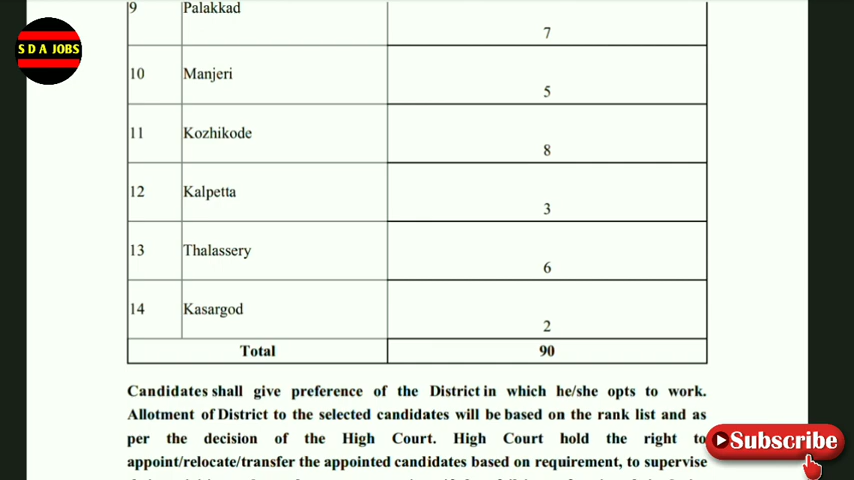 9 Palakkad
7
S D A JOBS
10 Manjeri
5
11 Kozhikode
8
12 Kalpetta
3
13 Thalassery
6
14 Kasargod
2
Total 90
Candidates shall give preference of the District in which he/she opts to work.
Allotment of District to the selected candidates will be based on the rank list and as
per the decision of the High Court. High Court hold the right to
appoint/relocate/transfer the appointed candidates based on requirement, to supervise
Subscribe